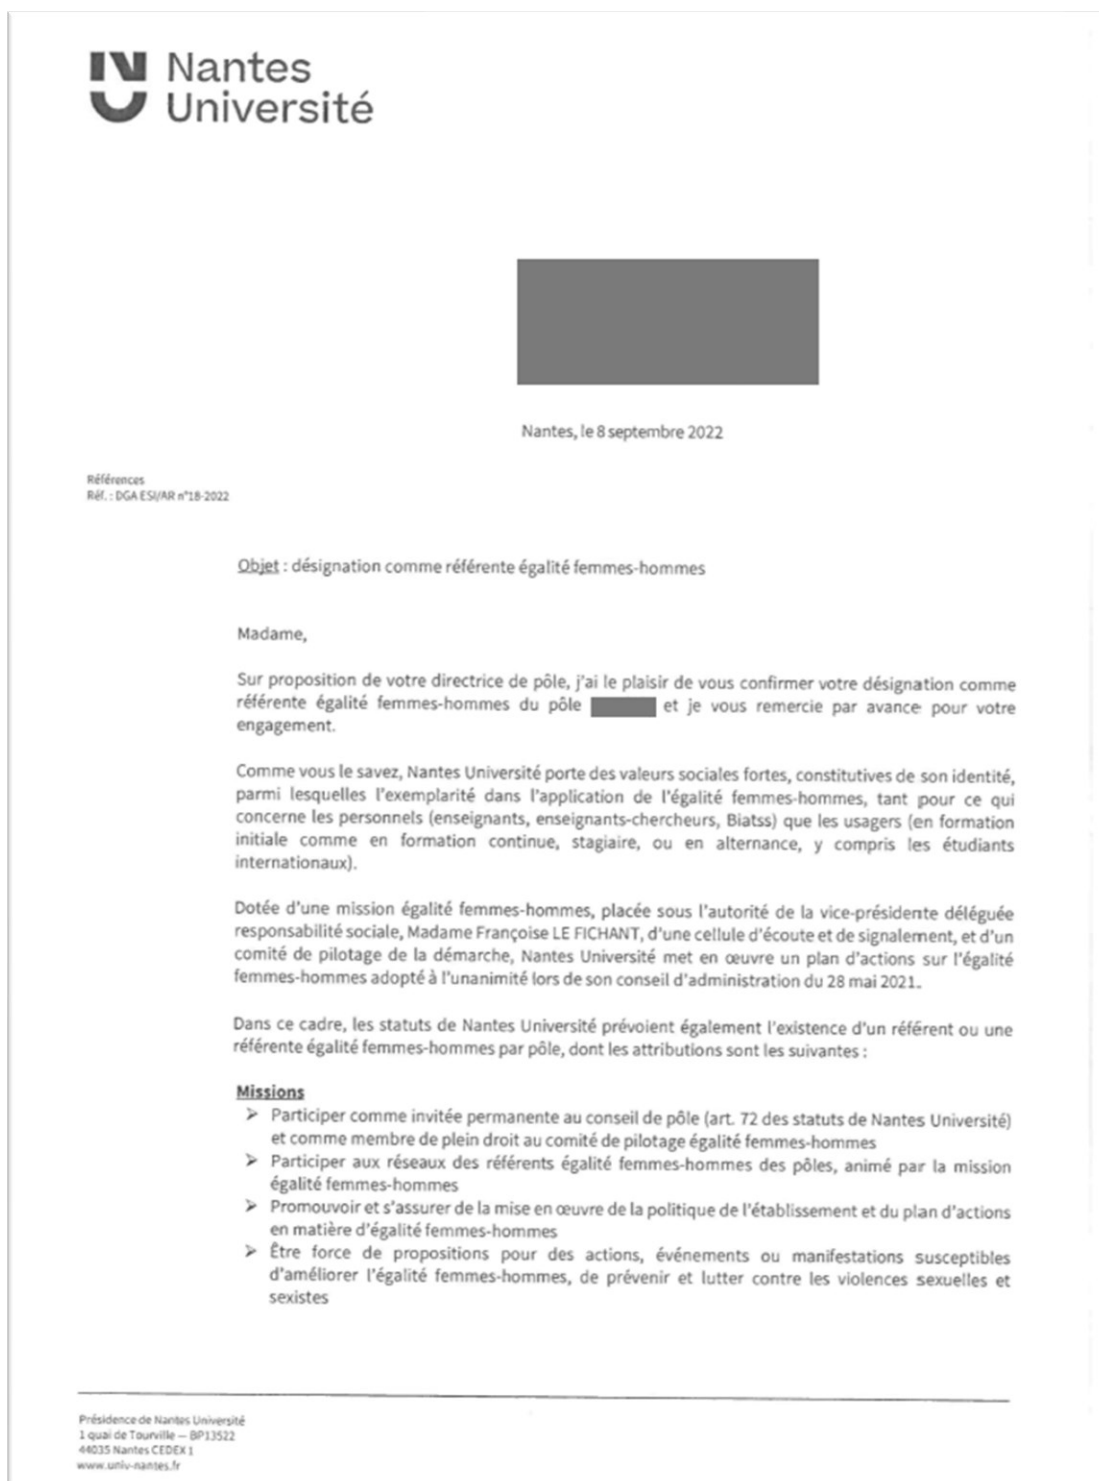 Nantes
Université
Nantes, le 8 septembre 2022
Références
Réf. : DGA ESI/AR n°18-2022
Objet : désignation comme référente égalité femmes-hommes
Madame,
Sur proposition de votre directrice de pôle, j'ai le plaisir de vous confirmer votre désignation comme
référente égalité femmes-hommes du pôle et je vous remercie par avance pour votre
engagement.
Comme vous le savez, Nantes Université porte des valeurs sociales fortes, constitutives de son identité,
parmi lesquelles l'exemplarité dans l'application de l'égalité femmes-hommes, tant pour ce qui
concerne les personnels (enseignants, enseignants-chercheurs, Biatss) que les usagers (en formation
initiale comme en formation continue, stagiaire, ou en alternance, y compris les étudiants
internationaux).
Dotée d'une mission égalité femmes-hommes, placée sous l'autorité de la vice-présidente déléguée
responsabilité sociale, Madame Françoise LE FICHANT, d'une cellule d'écoute et de signalement, et d'un
comité de pilotage de la démarche, Nantes Université met en œuvre un plan d'actions sur l'égalité
femmes-hommes adopté à l'unanimité lors de son conseil d'administration du 28 mai 2021.
Dans ce cadre, les statuts de Nantes Université prévoient également l'existence d'un référent ou une
référente égalité femmes-hommes par pôle, dont les attributions sont les suivantes :
Missions
➢ Participer comme invitée permanente au conseil de pôle (art. 72 des statuts de Nantes Université)
et comme membre de plein droit au comité de pilotage égalité femmes-hommes
➢ Participer aux réseaux des référents égalité femmes-hommes des pôles, animé par la mission
égalité femmes-hommes
➢ Promouvoir et s'assurer de la mise en œuvre de la politique de l'établissement et du plan d'actions
en matière d'égalité femmes-hommes
➢ Être force de propositions pour des actions, événements ou manifestations susceptibles
d'améliorer l'égalité femmes-hommes, de prévenir et lutter contre les violences sexuelles et
sexistes
Présidence de Nantes Université
1 quai de Tourville — BP13522
44035 Nantes CEDEX 1
www.univ-nantes.fr